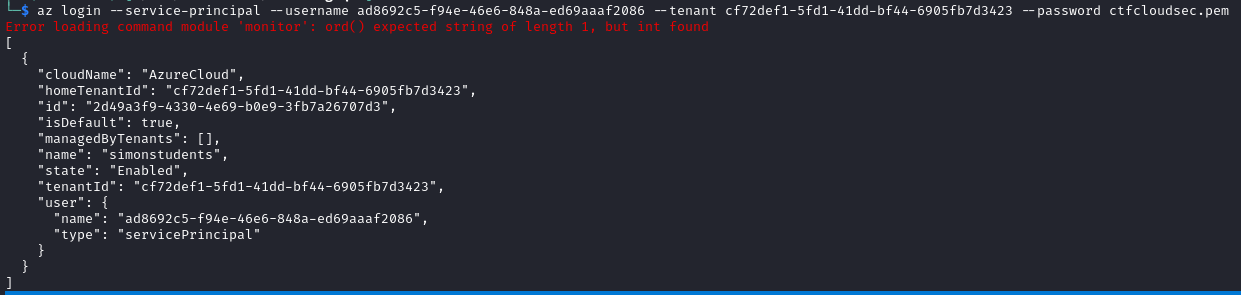 └─$ az login --service-principal --username ad8692c5-f94e-46e6-848a-ed69aaaf2086 --tenant cf72def1-5fd1-41dd-bf44-6905fb7d3423 --password ctfcloudsec.pem
Error loading command module 'monitor': ord() expected string of length 1, but int found
[
  {
    "cloudName": "AzureCloud",
    "homeTenantId": "cf72def1-5fd1-41dd-bf44-6905fb7d3423",
    "id": "2d49a3f9-4330-4e69-b0e9-3fb7a26707d3",
    "isDefault": true,
    "managedByTenants": [],
    "name": "simonstudents",
    "state": "Enabled",
    "tenantId": "cf72def1-5fd1-41dd-bf44-6905fb7d3423",
    "user": {
      "name": "ad8692c5-f94e-46e6-848a-ed69aaaf2086",
      "type": "servicePrincipal"
    }
  }
]